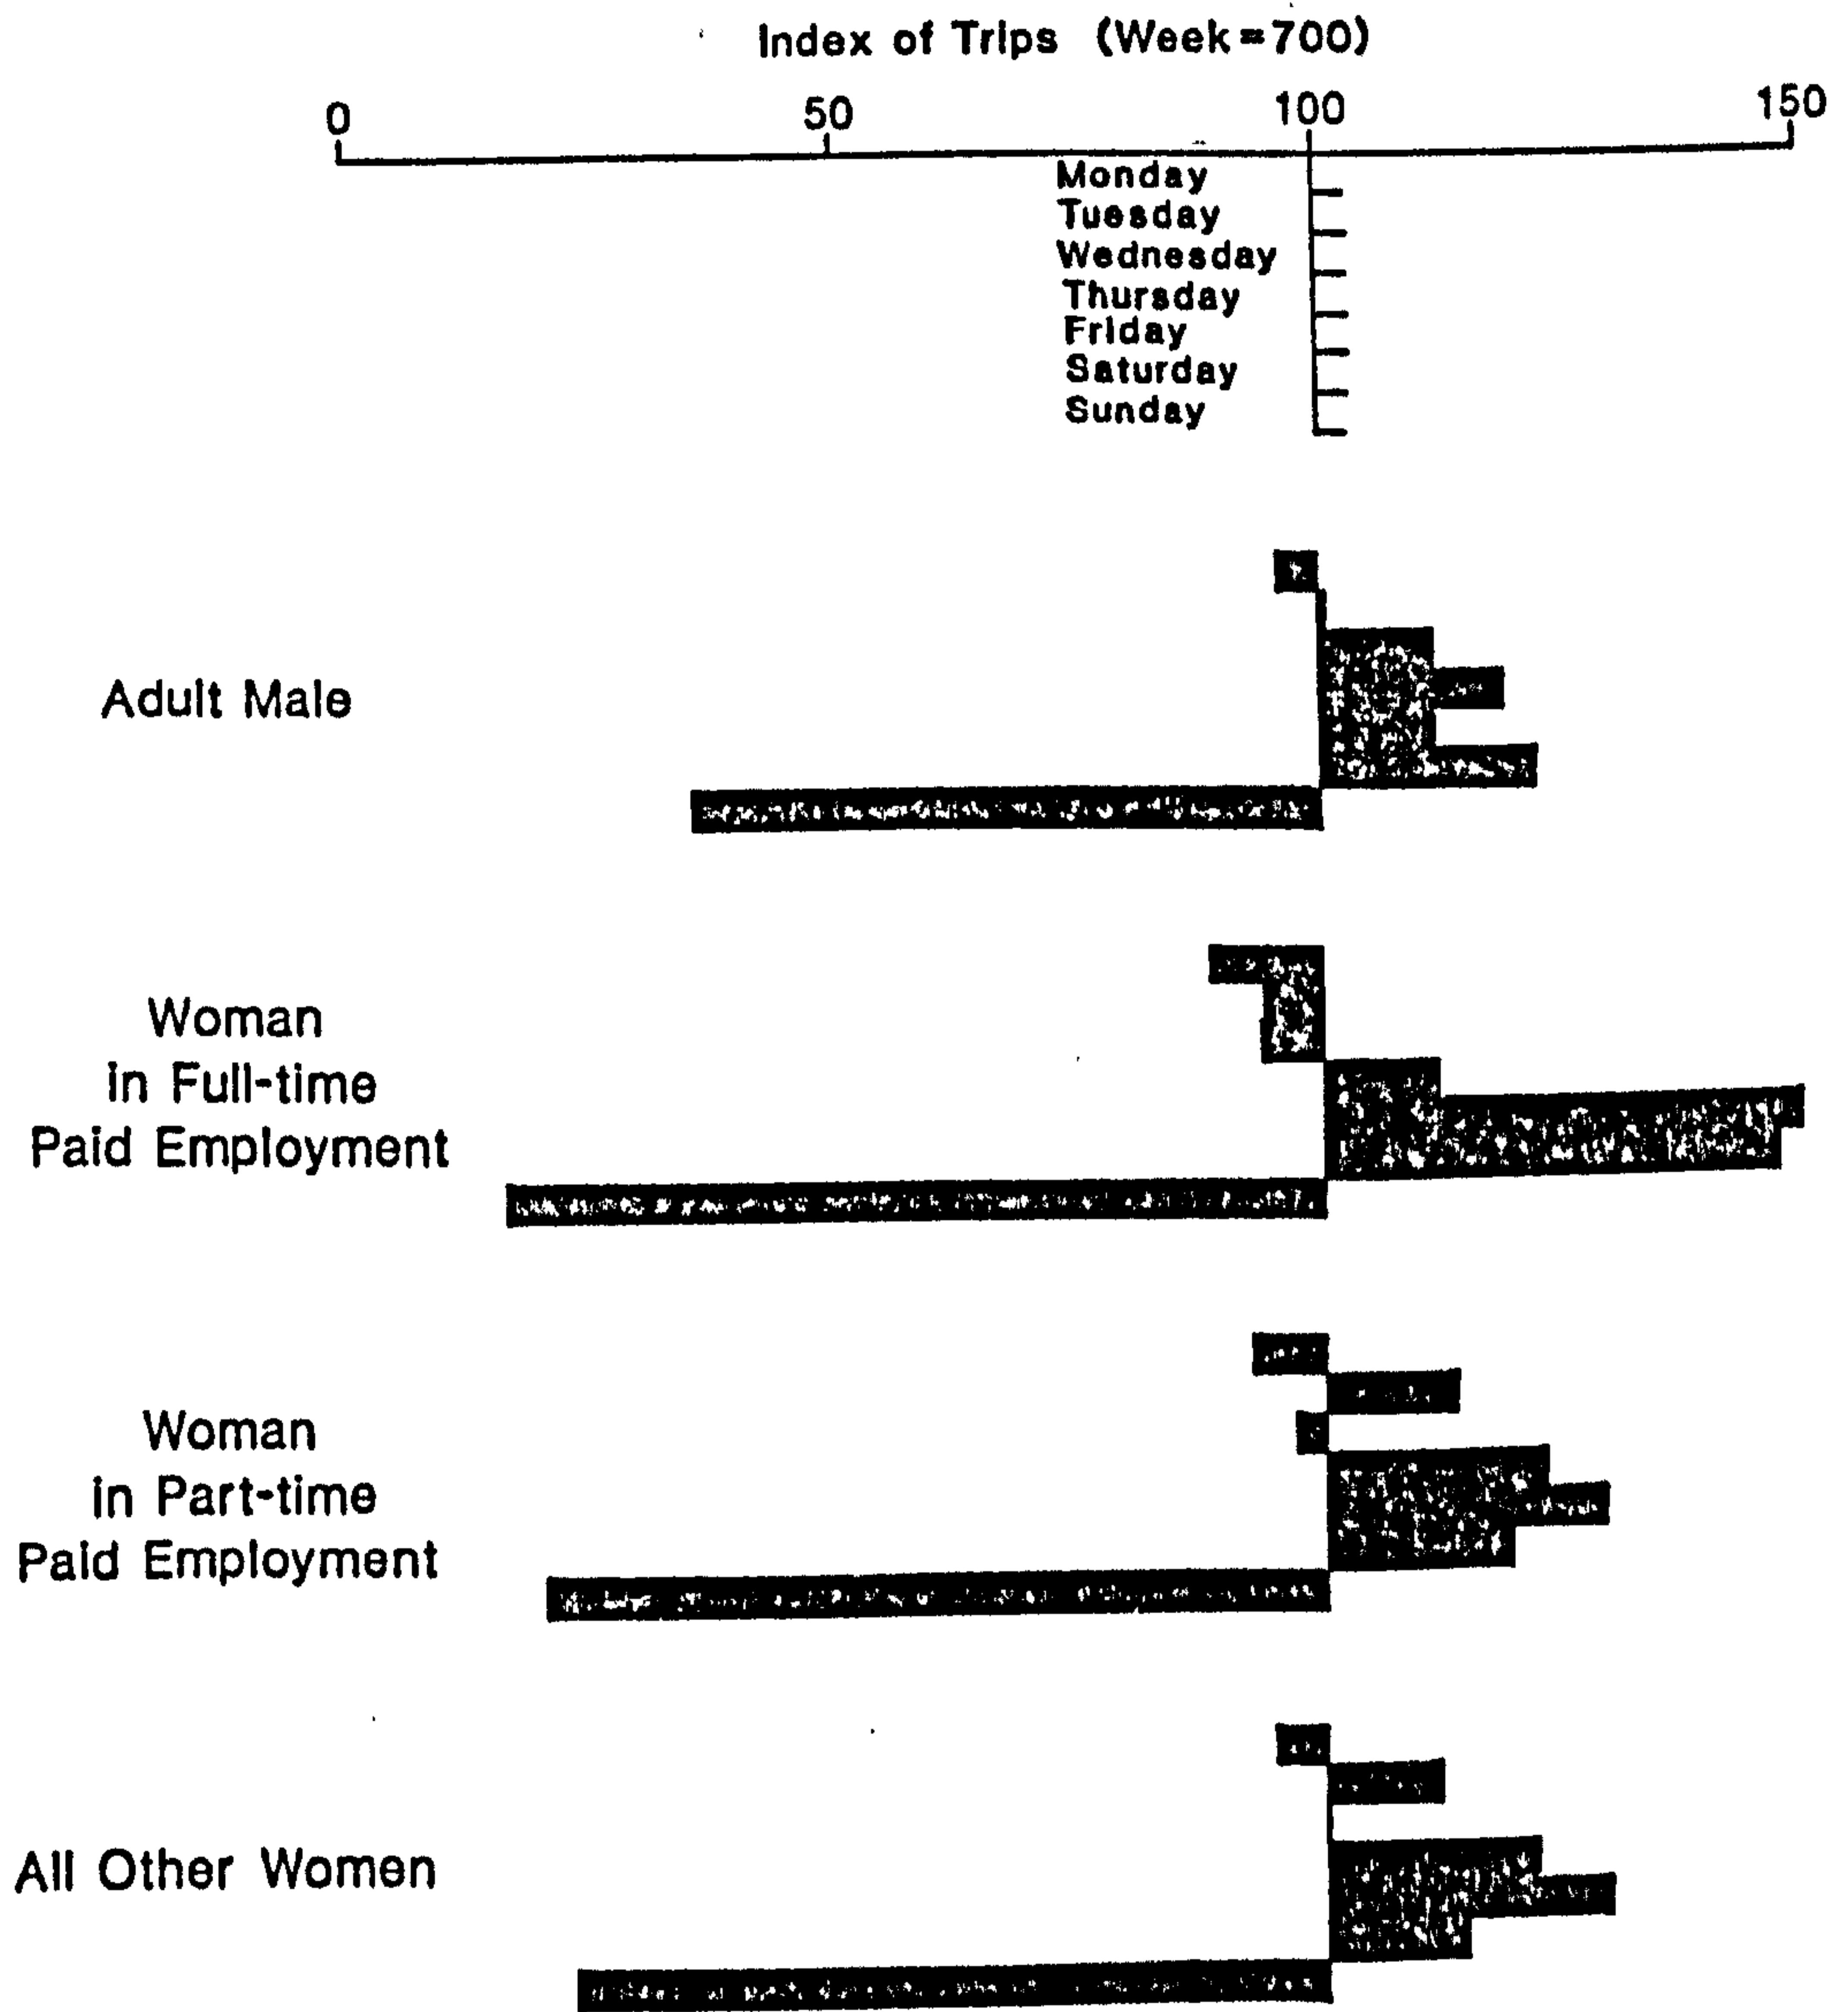 Index of Trips (Week=700)
0 50 100 150
Monday
Tuesday
Wednesday
Thursday
Friday
Saturday
Sunday
Adult Male
Woman
in Full-time
Paid Employment
Woman
in Part-time
Paid Employment
All Other Women